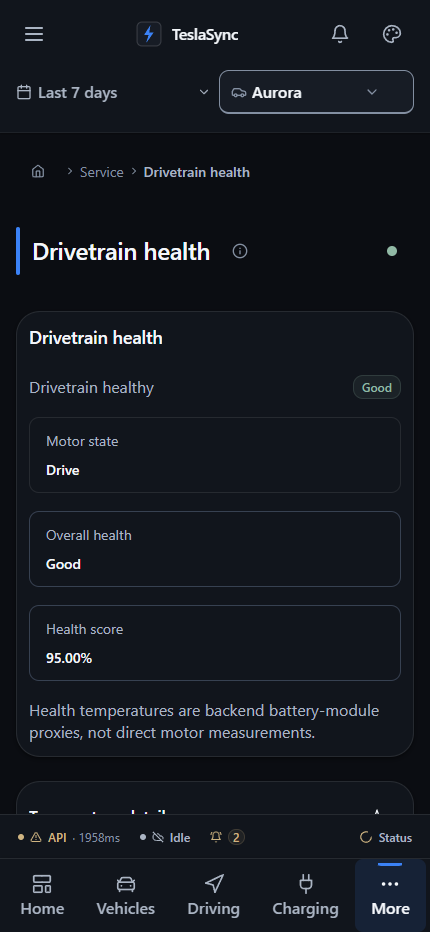 TeslaSync
Last 7 days
Aurora
Service
Drivetrain health
Drivetrain health
Drivetrain health
Drivetrain healthy
Good
Motor state
Drive
Overall health
Good
Health score
95.00%
Health temperatures are backend battery-module
proxies, not direct motor measurements.
API · 1958ms
Idle
2
Status
Home
Vehicles
Driving
Charging
More